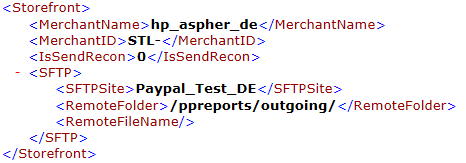 <Storefront>
<MerchantName>hp_aspher_de</MerchantName>
<MerchantID>STL-</MerchantID>
<IsSendRecon>0</IsSendRecon>
- <SFTP>
<SFTPSite>Paypal_Test_DE</SFTPSite>
<RemoteFolder>/ppreports/outgoing/</RemoteFolder>
<RemoteFileName/>
</SFTP>
</Storefront>